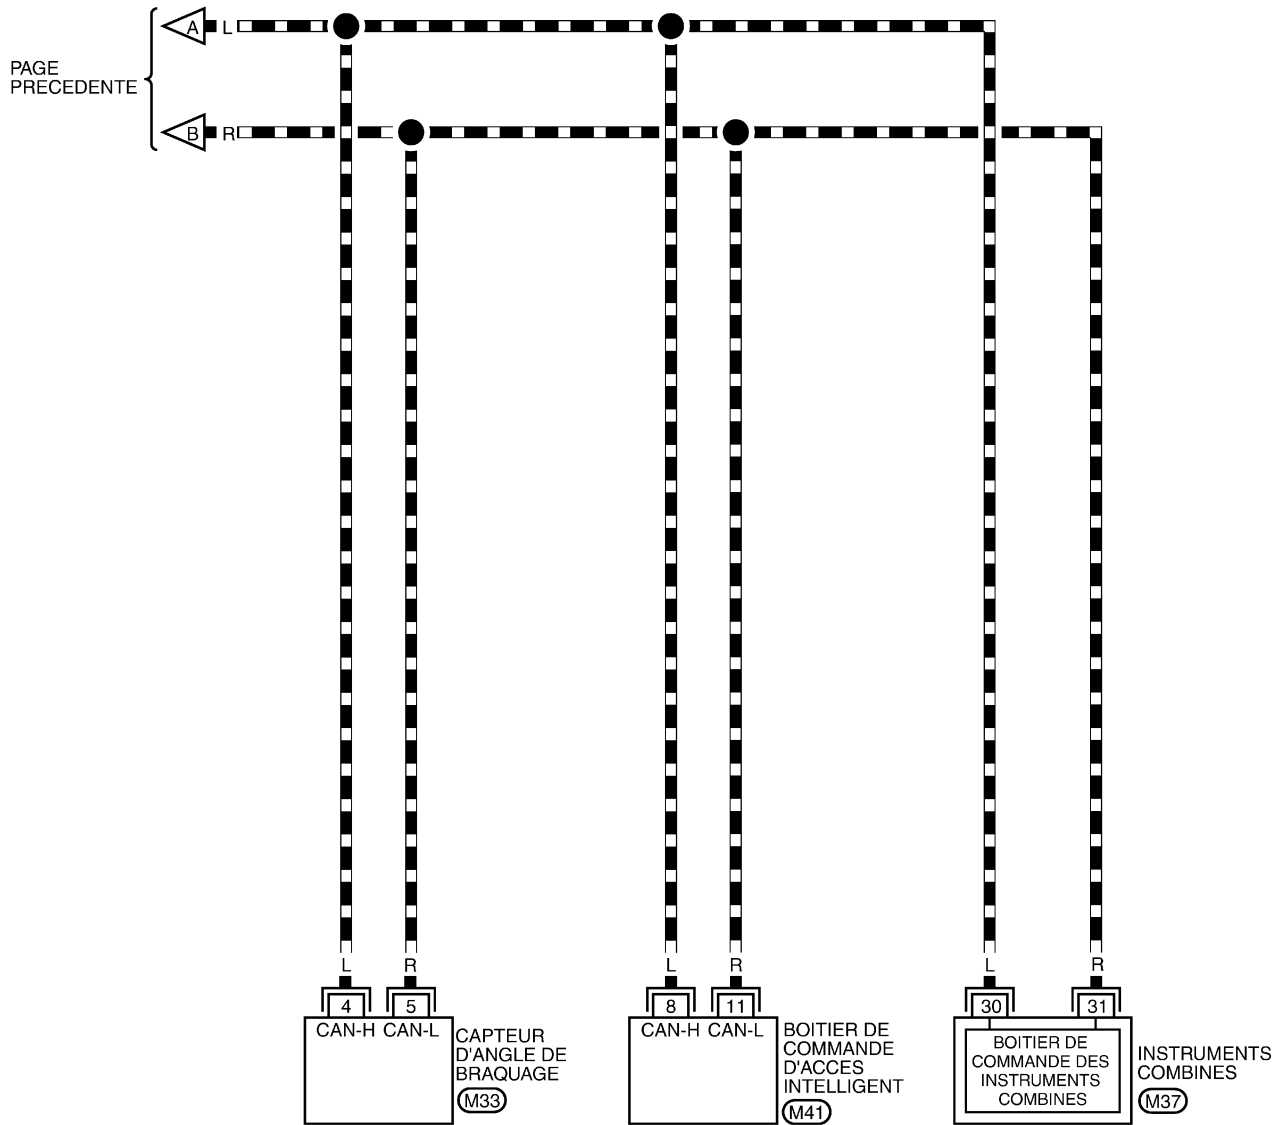 A L
PAGE
PRECEDENTE
B R
L R L R L R
4 5 8 11 30 31
CAN-H CAN-L
CAPTEUR
D'ANGLE DE
BRAQUAGE
M33
CAN-H CAN-L
BOITIER DE
COMMANDE
D'ACCES
INTELLIGENT
M41
BOITIER DE
COMMANDE DES
INSTRUMENTS
COMBINES
INSTRUMENTS
COMBINES
M37